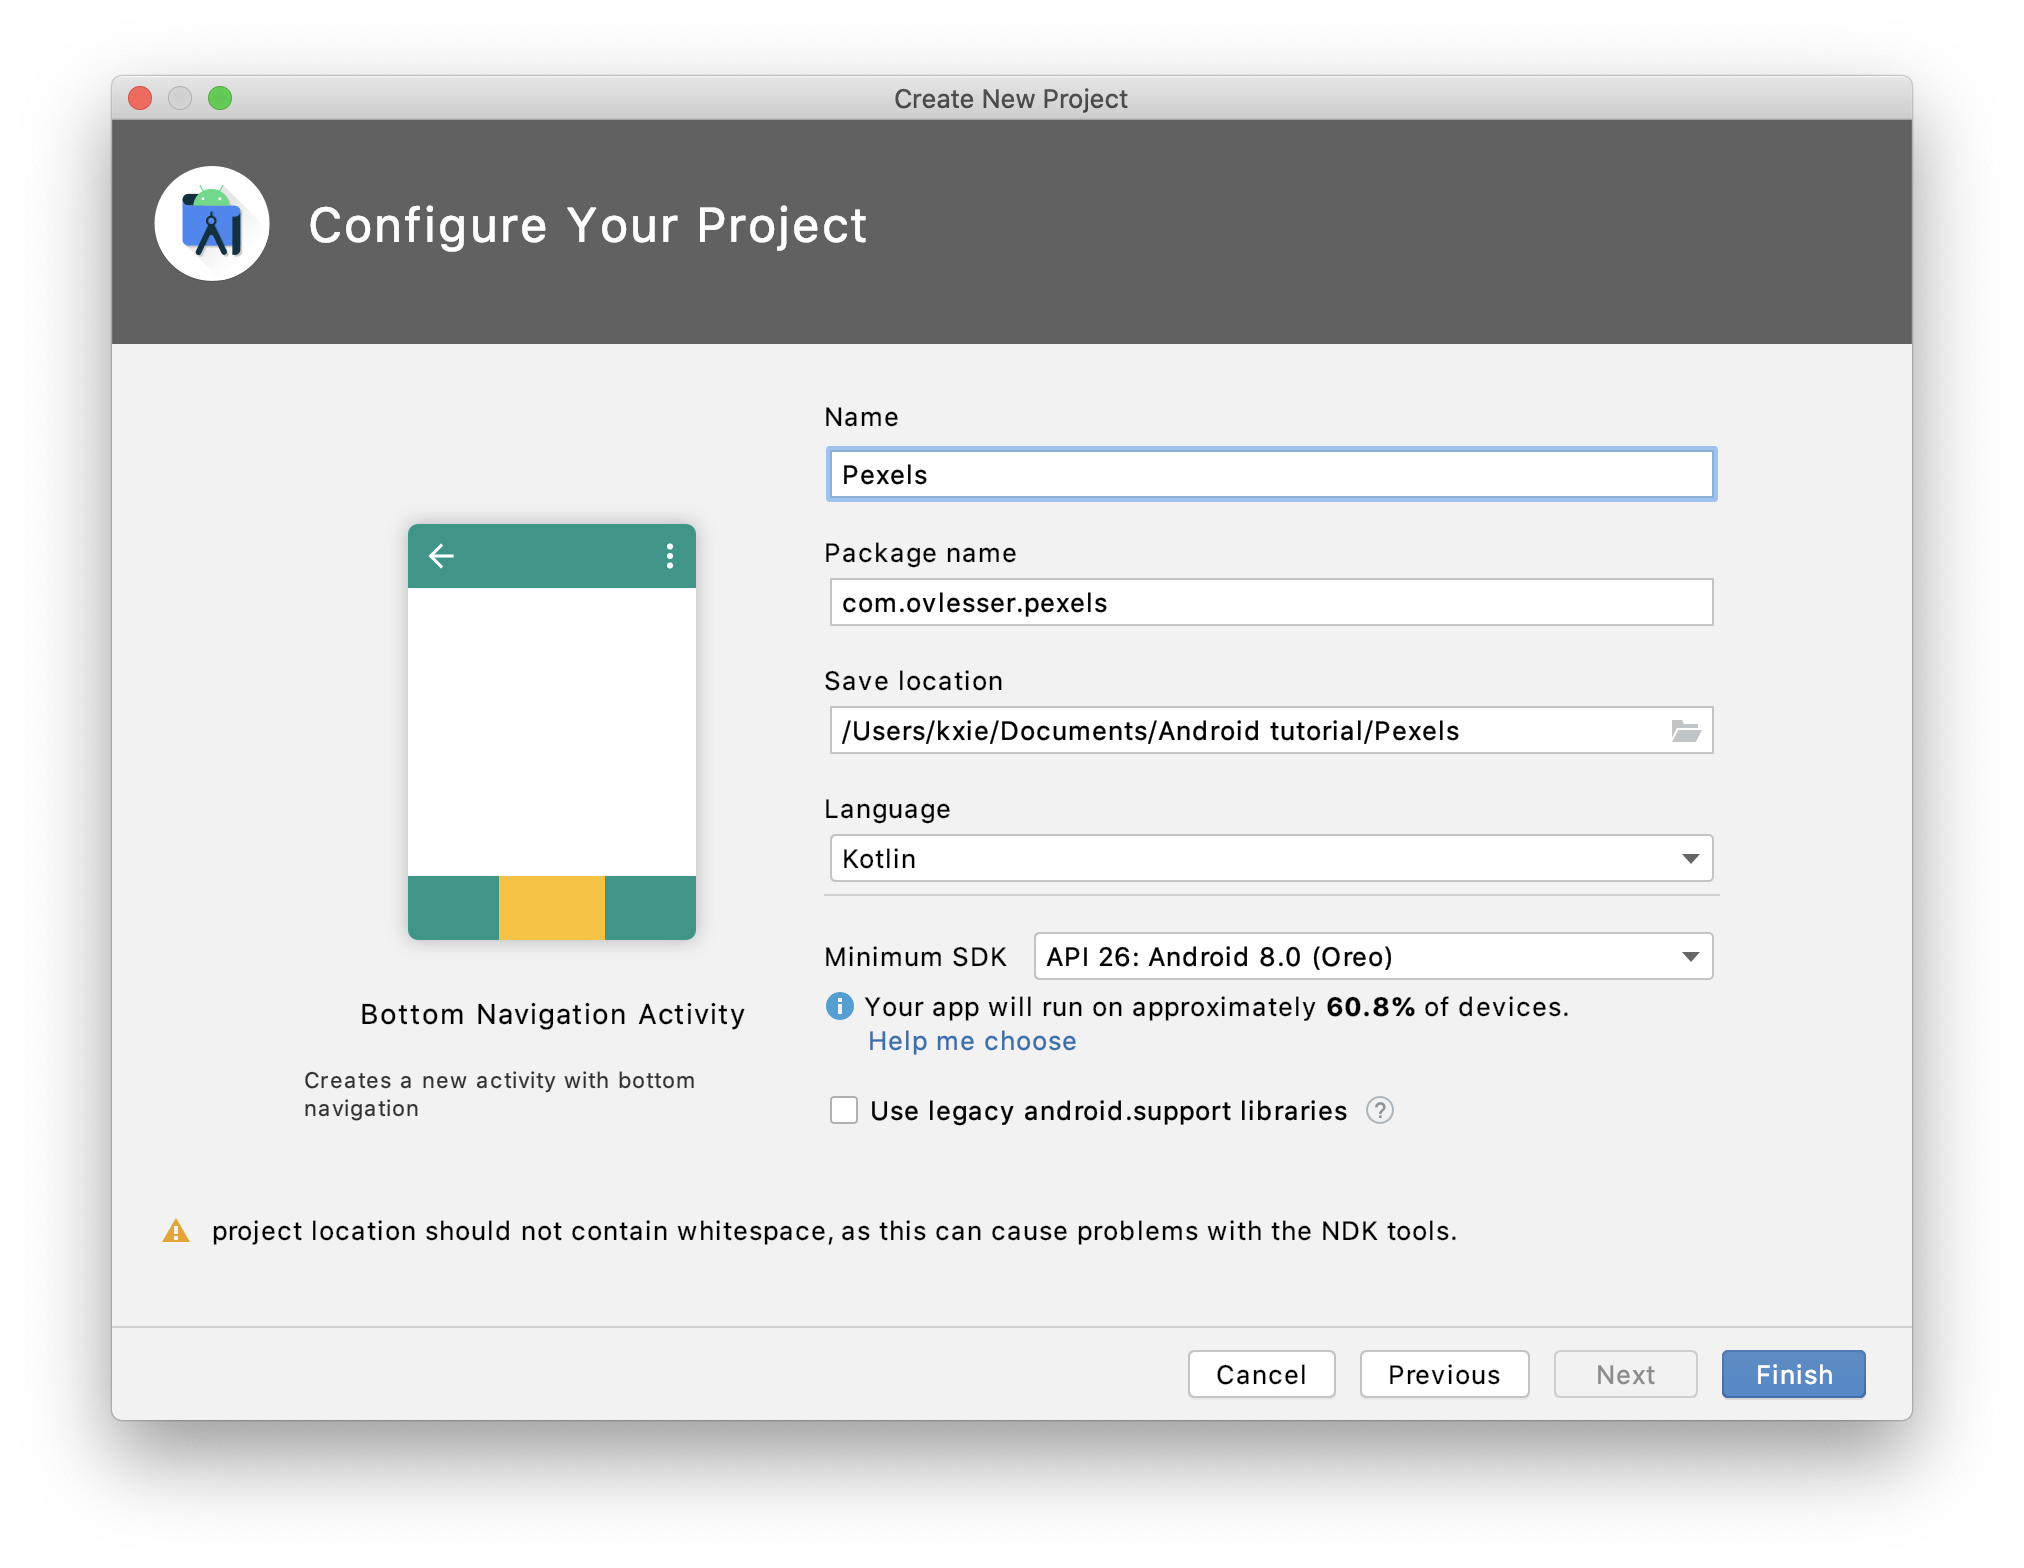 Create New Project
Configure Your Project
Name
Pexels
Package name
com.ovlesser.pexels
Save location
/Users/kxie/Documents/Android tutorial/Pexels
Language
Kotlin
Minimum SDK API 26: Android 8.0 (Oreo)
Your app will run on approximately 60.8% of devices.
Help me choose
Use legacy android.support libraries ?
Bottom Navigation Activity
Creates a new activity with bottom
navigation
project location should not contain whitespace, as this can cause problems with the NDK tools.
Cancel Previous Next Finish